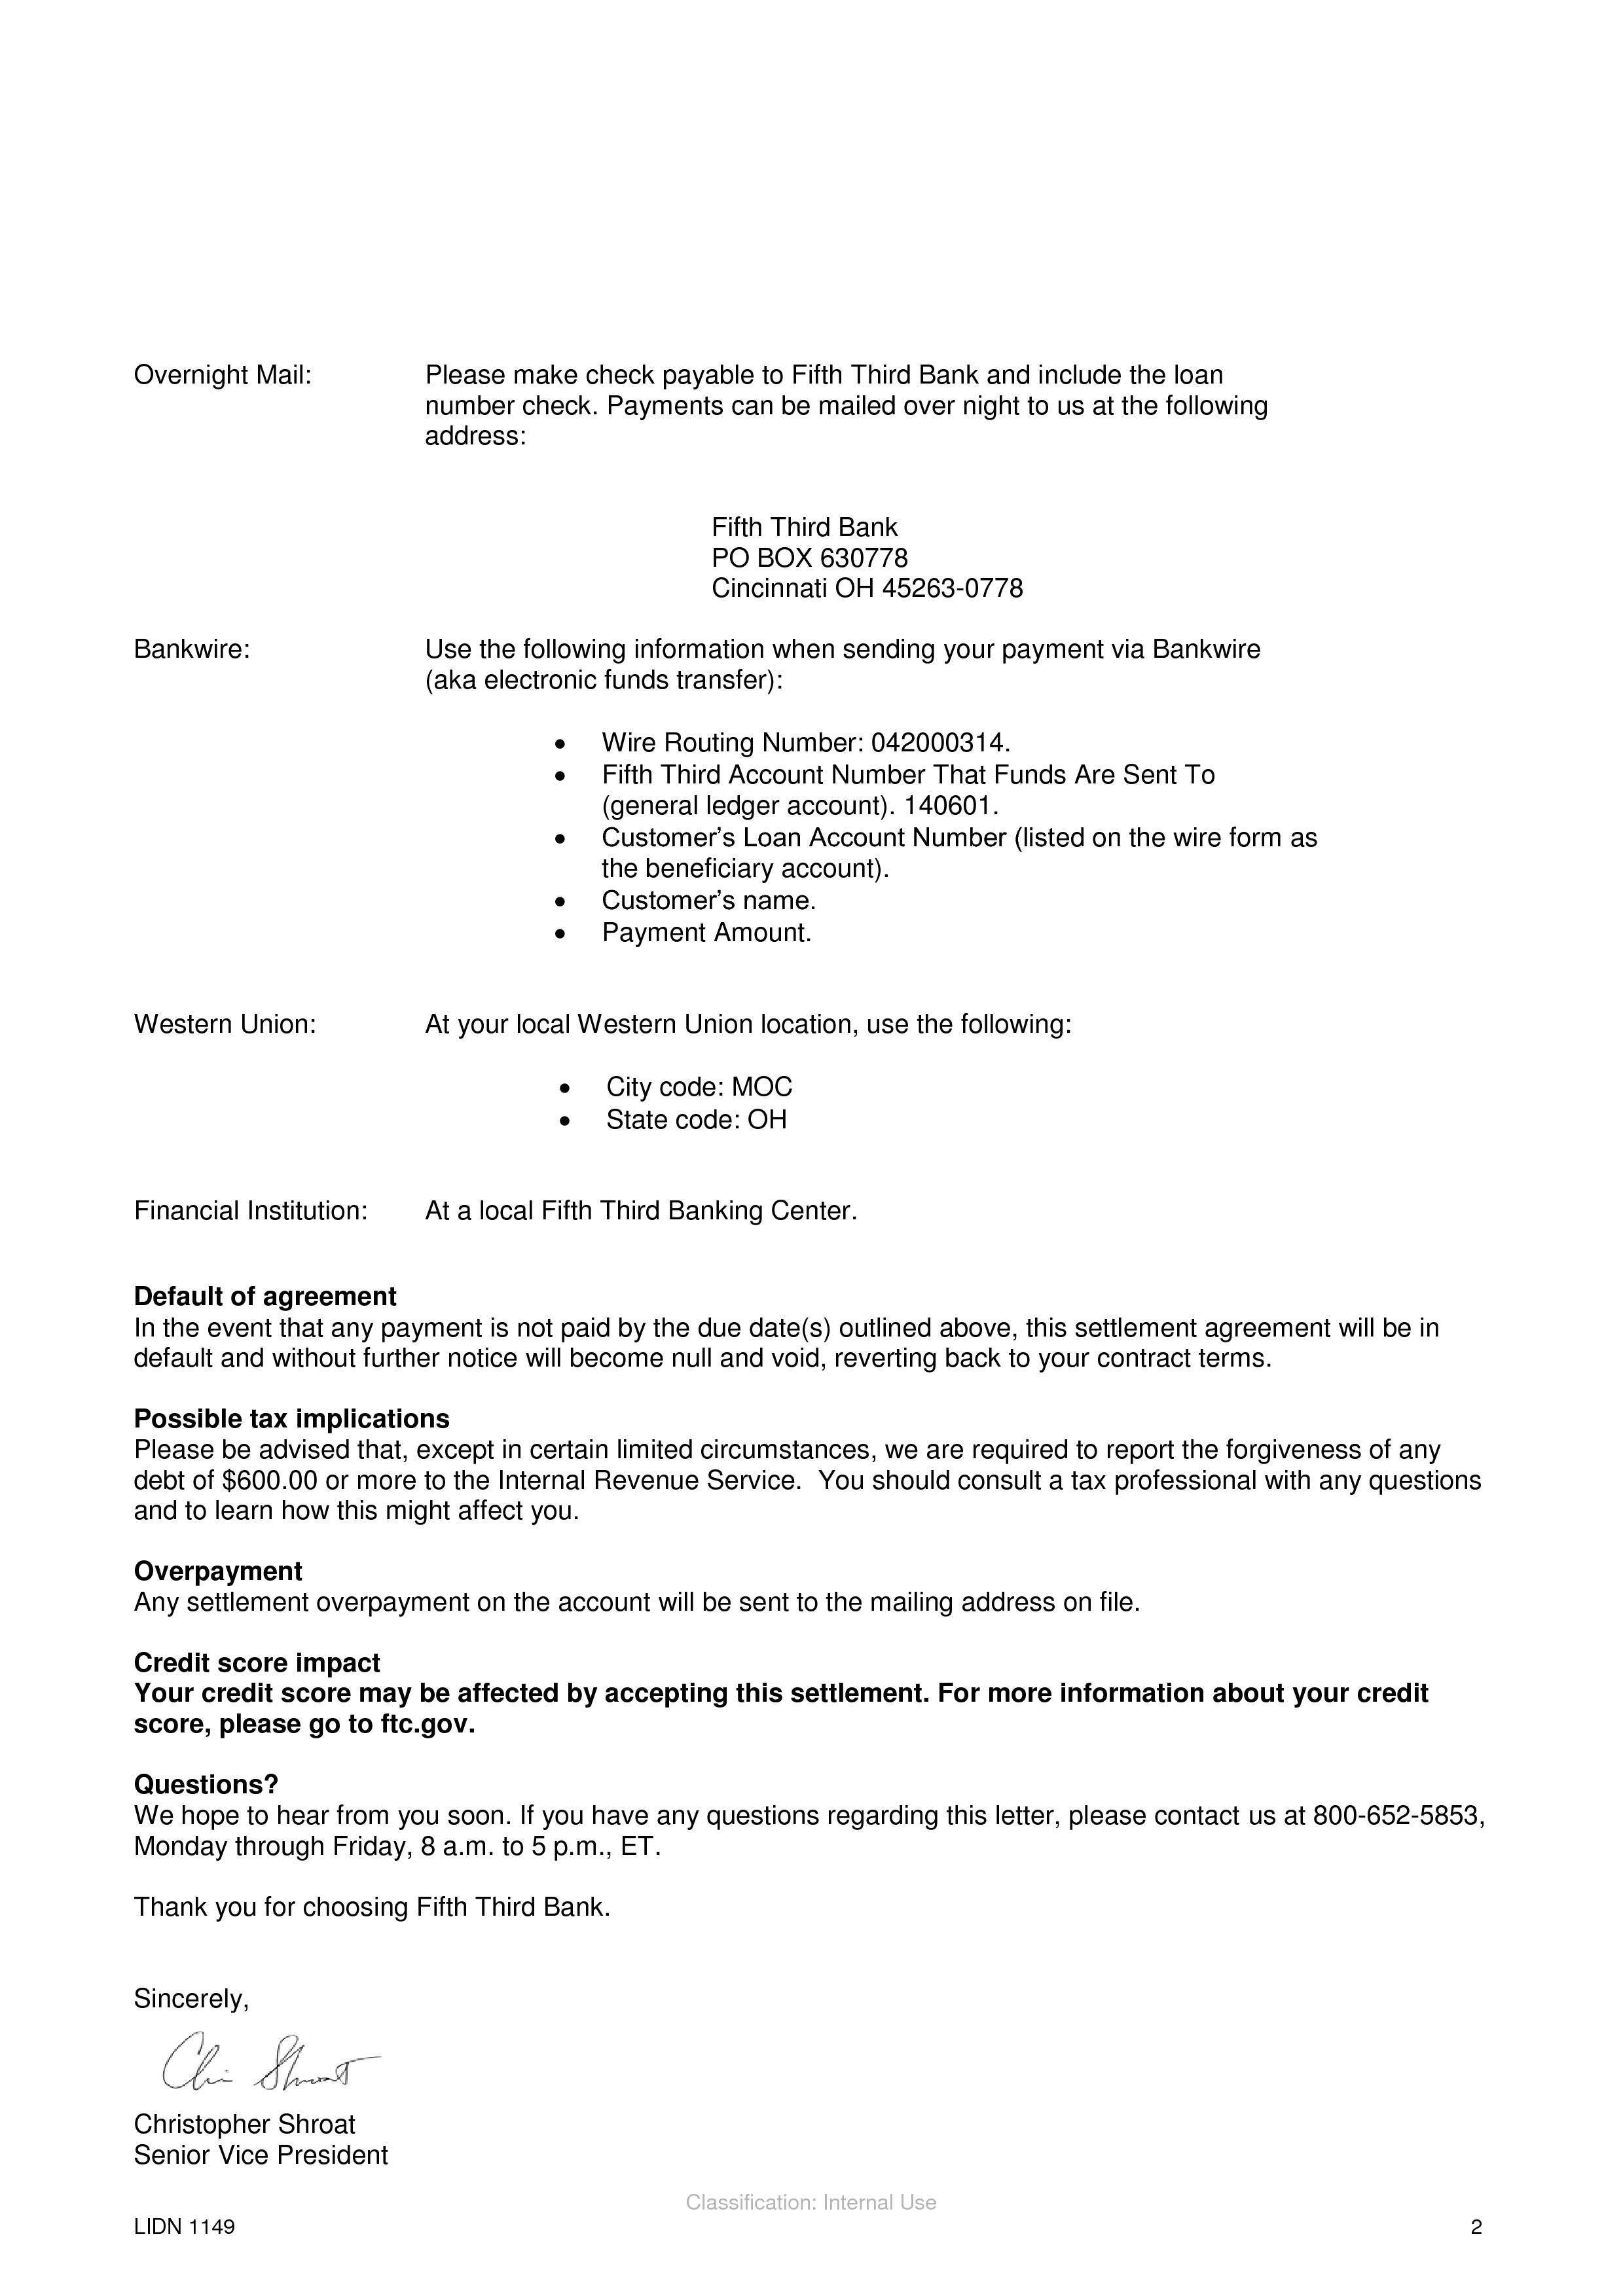 Overnight Mail: Please make check payable to Fifth Third Bank and include the loan
number check. Payments can be mailed over night to us at the following
address:
Fifth Third Bank
PO BOX 630778
Cincinnati OH 45263-0778
Bankwire: Use the following information when sending your payment via Bankwire
(aka electronic funds transfer):
• Wire Routing Number: 042000314.
• Fifth Third Account Number That Funds Are Sent To
(general ledger account). 140601.
• Customer’s Loan Account Number (listed on the wire form as
the beneficiary account).
• Customer’s name.
• Payment Amount.
Western Union: At your local Western Union location, use the following:
• City code: MOC
• State code: OH
Financial Institution: At a local Fifth Third Banking Center.
Default of agreement
In the event that any payment is not paid by the due date(s) outlined above, this settlement agreement will be in
default and without further notice will become null and void, reverting back to your contract terms.
Possible tax implications
Please be advised that, except in certain limited circumstances, we are required to report the forgiveness of any
debt of $600.00 or more to the Internal Revenue Service. You should consult a tax professional with any questions
and to learn how this might affect you.
Overpayment
Any settlement overpayment on the account will be sent to the mailing address on file.
Credit score impact
Your credit score may be affected by accepting this settlement. For more information about your credit
score, please go to ftc.gov.
Questions?
We hope to hear from you soon. If you have any questions regarding this letter, please contact us at 800-652-5853,
Monday through Friday, 8 a.m. to 5 p.m., ET.
Thank you for choosing Fifth Third Bank.
Sincerely,
Chris Shroat
Christopher Shroat
Senior Vice President
Classification: Internal Use
LIDN 1149 2